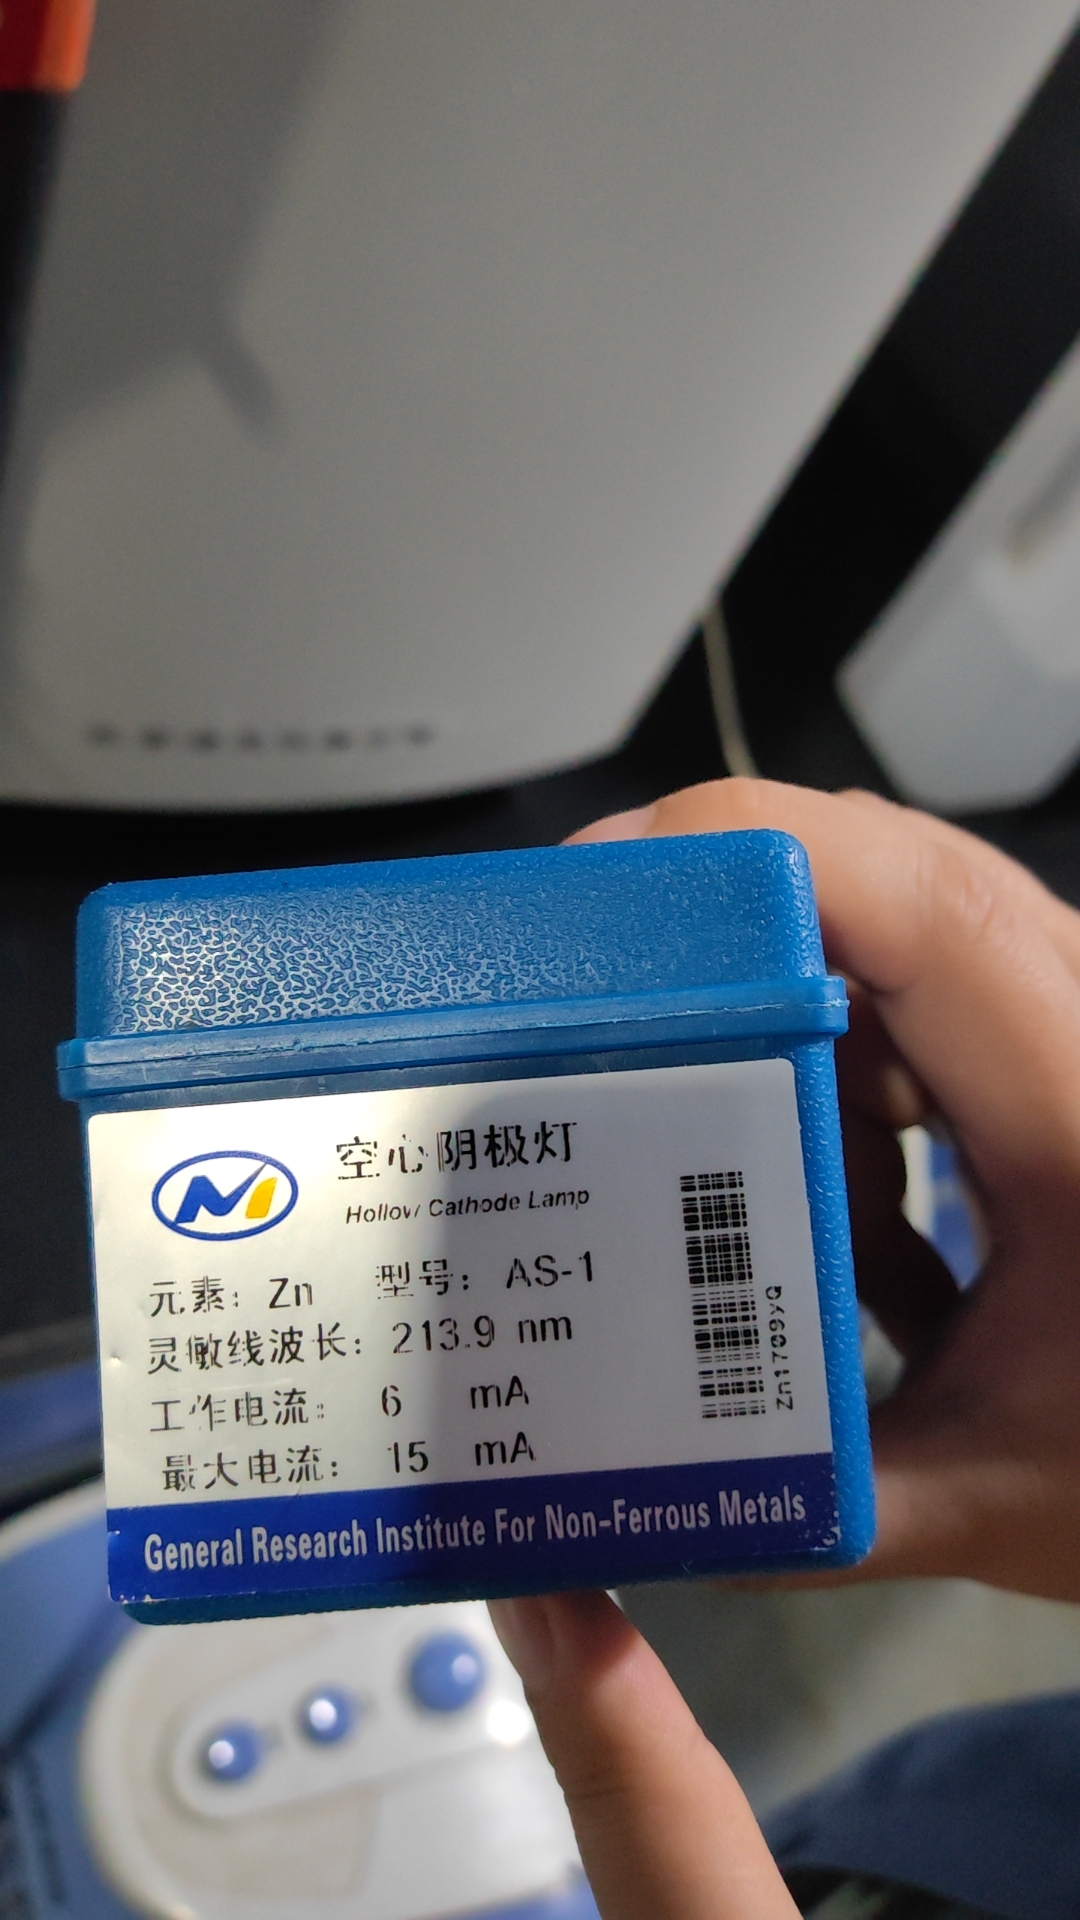 空心阴极灯
Hollow Cathode Lamp
元素: Zn 型号: AS-1
灵敏线波长: 213.9 nm
工作电流: 6 mA
最大电流: 15 mA
General Research Institute For Non-Ferrous Metals